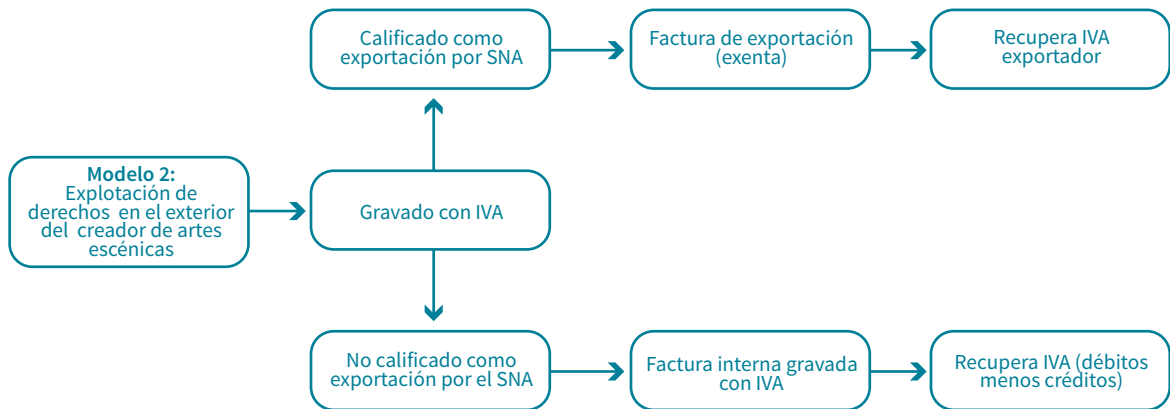 Calificado como
exportación por SNA
Factura de exportación
(exenta)
Recupera IVA
exportador
Modelo 2:
Explotación de
derechos en el exterior
del creador de artes
escénicas
Gravado con IVA
No calificado como
exportación por el SNA
Factura interna gravada
con IVA
Recupera IVA (débitos
menos créditos)